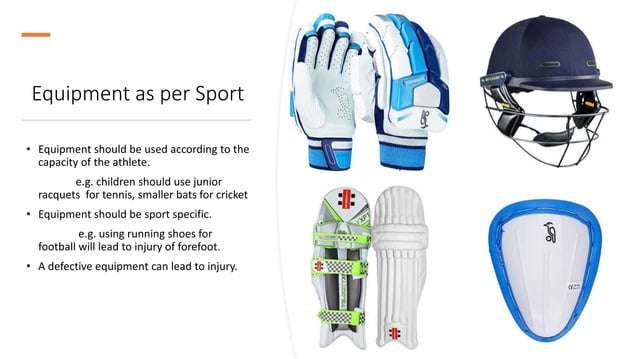 Equipment as per Sport
• Equipment should be used according to the
capacity of the athlete.
e.g. children should use junior
racquets  for tennis, smaller bats for cricket
• Equipment should be sport specific.
e.g. using running shoes for
football will lead to injury of forefoot.
• A defective equipment can lead to injury.